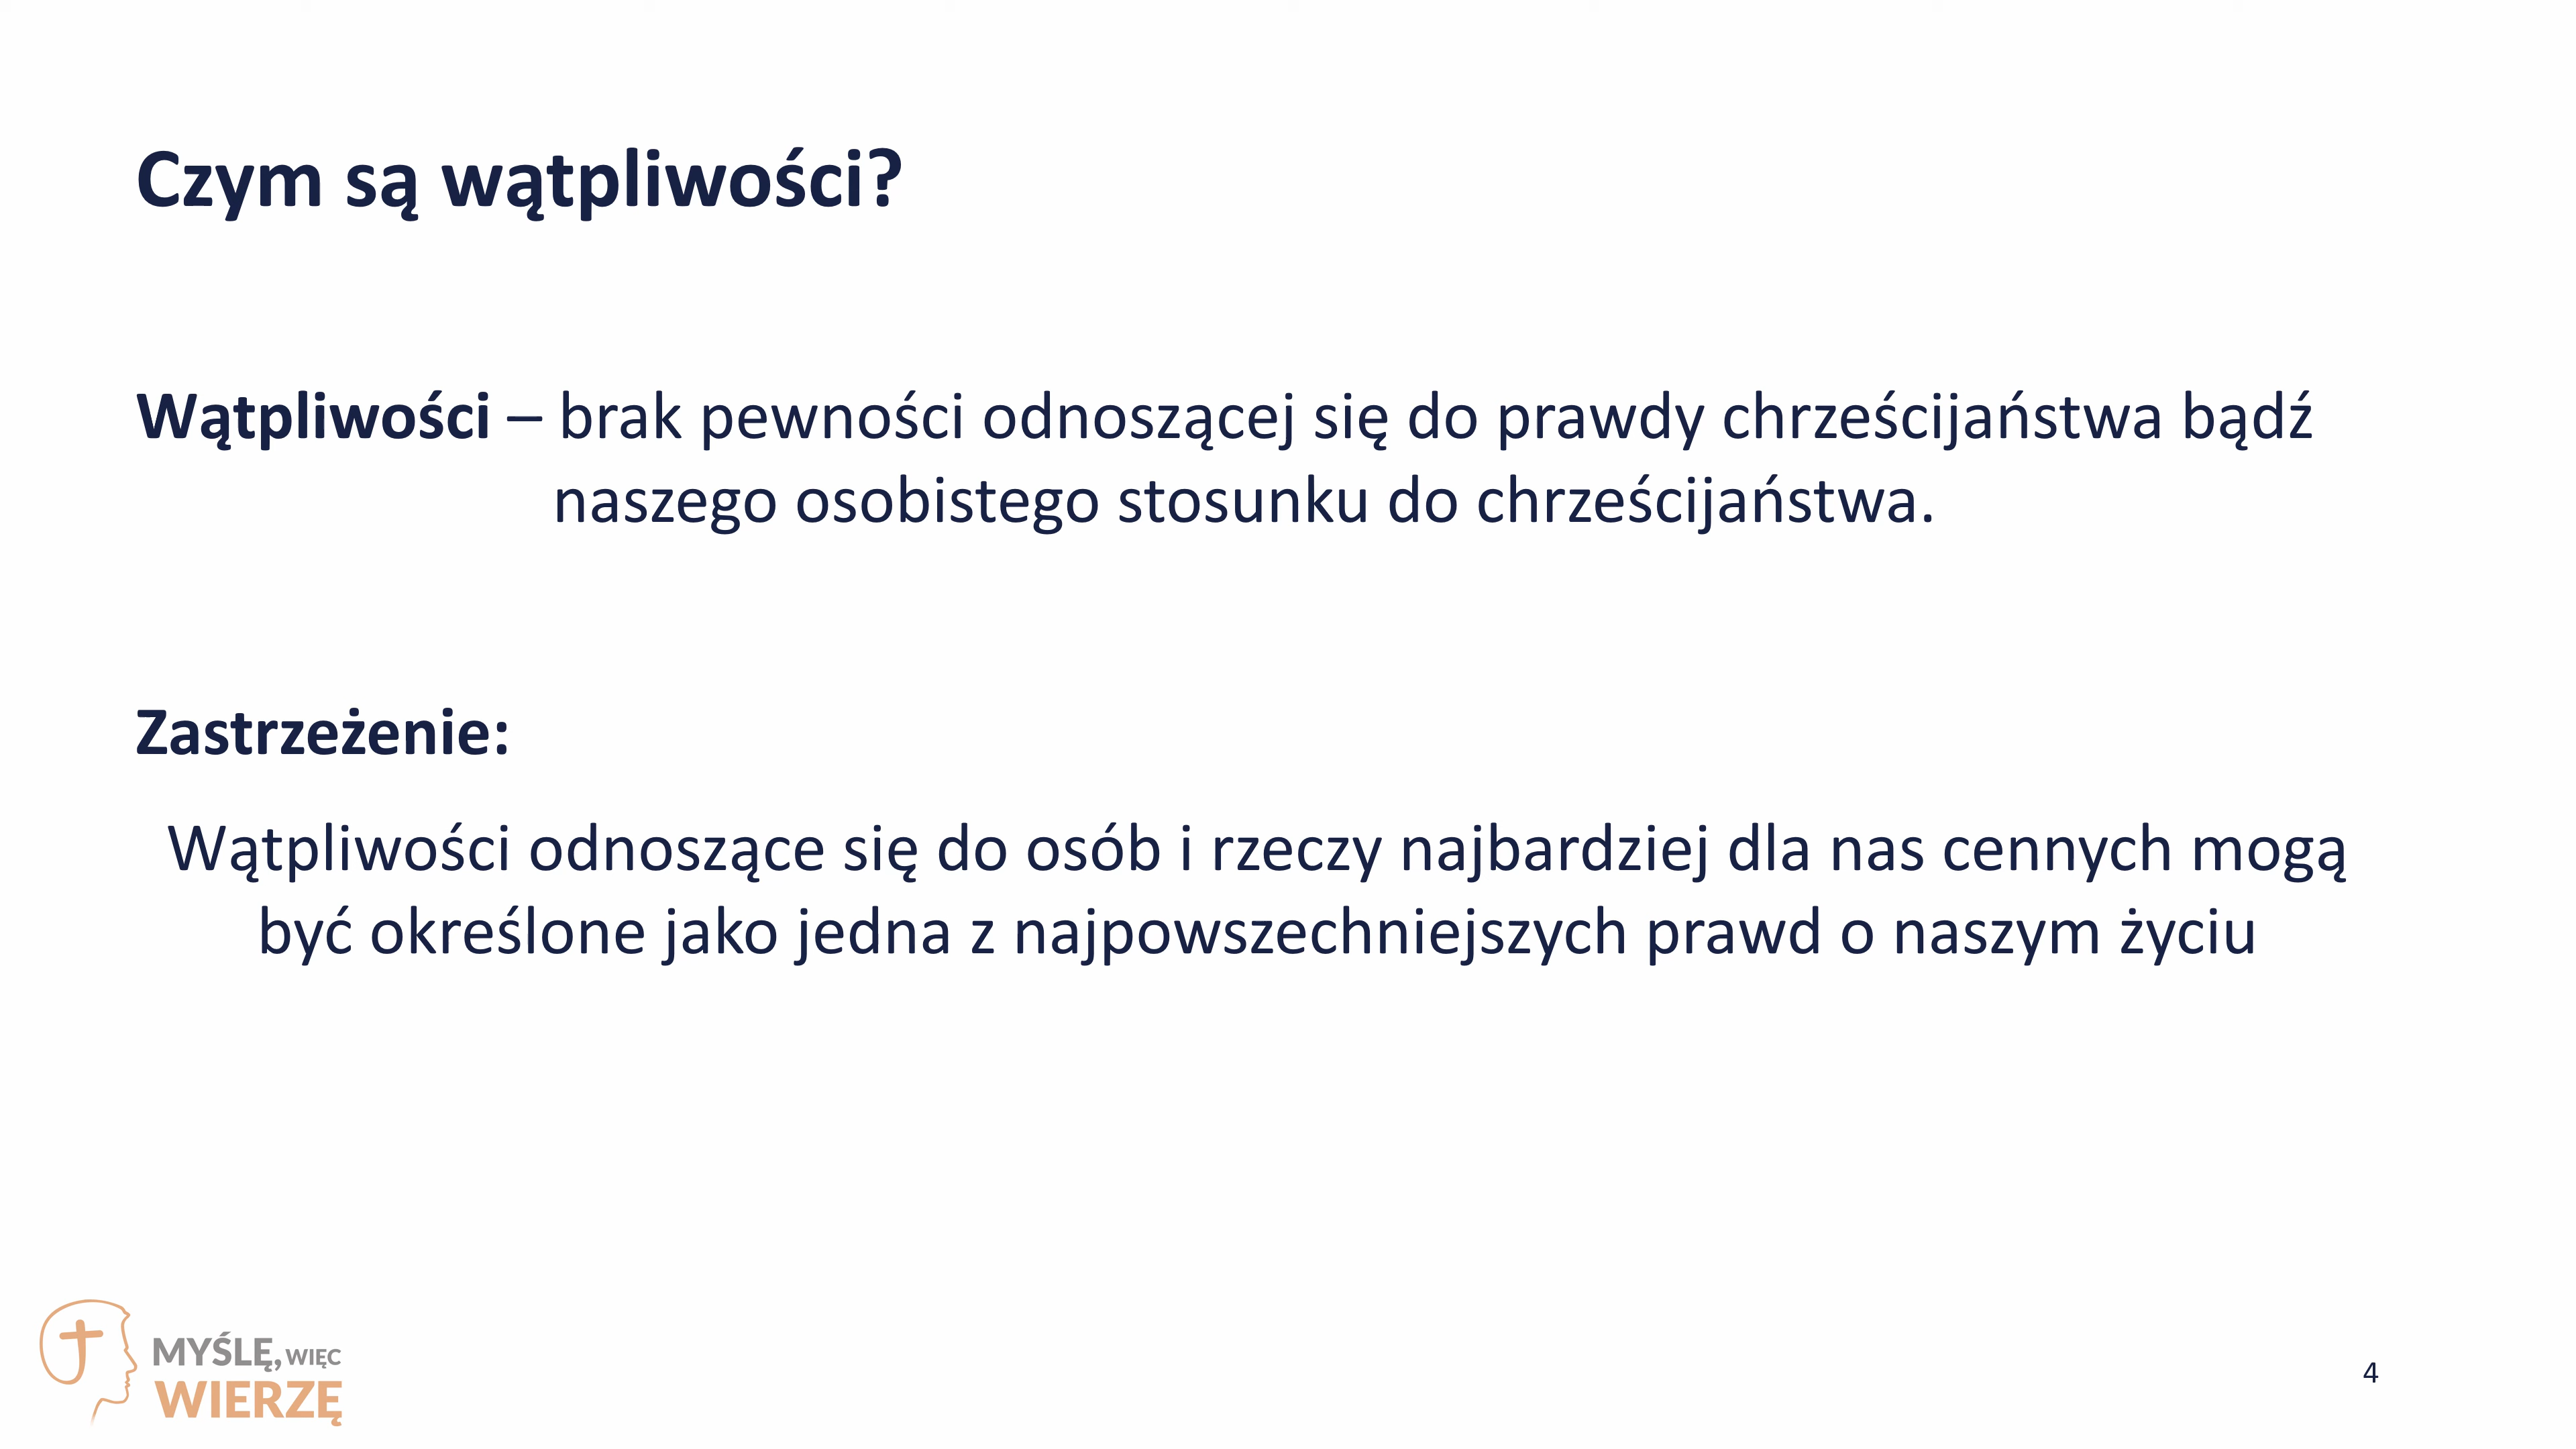 Czym są wątpliwości?
Wątpliwości – brak pewności odnoszącej się do prawdy chrześcijaństwa bądź
naszego osobistego stosunku do chrześcijaństwa.
Zastrzeżenie:
Wątpliwości odnoszące się do osób i rzeczy najbardziej dla nas cennych mogą
być określone jako jedna z najpowszechniejszych prawd o naszym życiu
MYŚLĘ, WIĘC
WIERZĘ
4